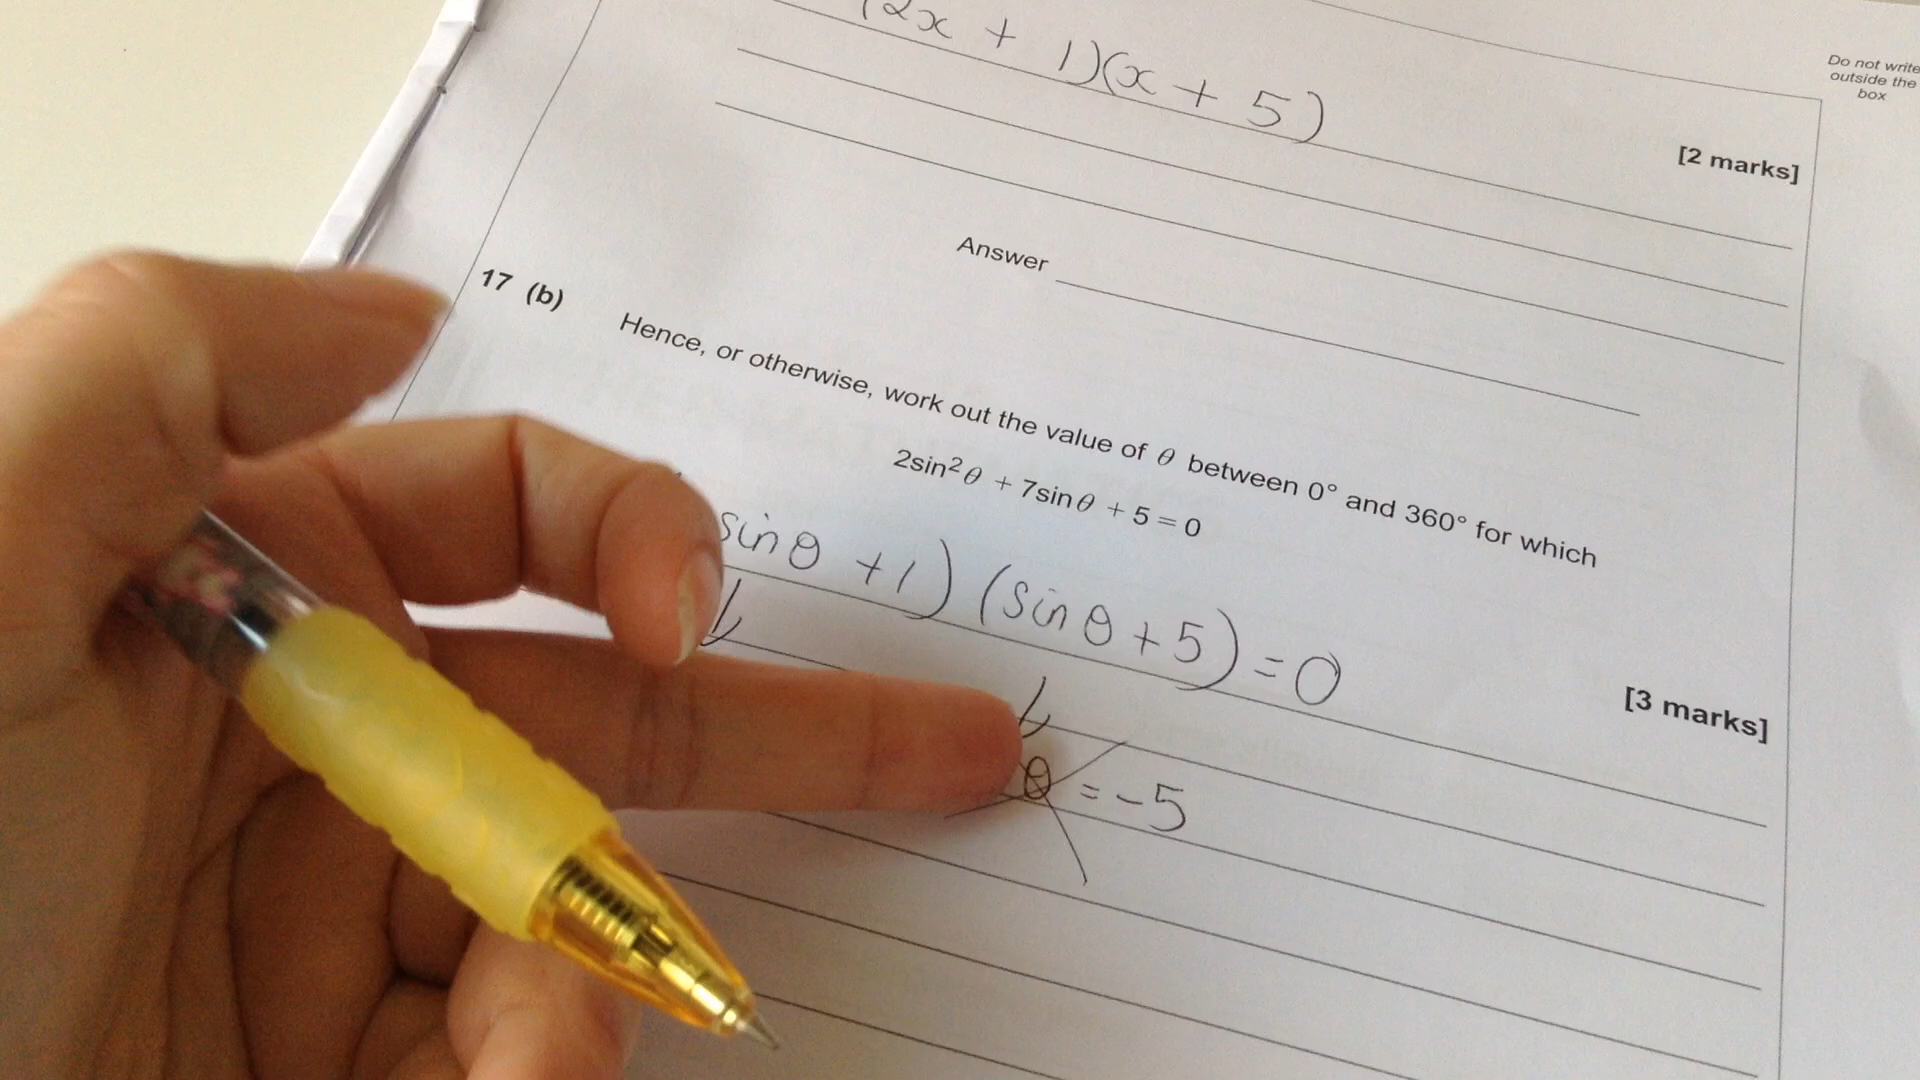 (2x + 1)(x + 5)
Do not write
outside the
box
[2 marks]
Answer
17 (b) Hence, or otherwise, work out the value of θ between 0° and 360° for which
2sin²θ + 7sinθ + 5 = 0
sinθ +1) (sinθ +5) = 0
[3 marks]
θ = -5